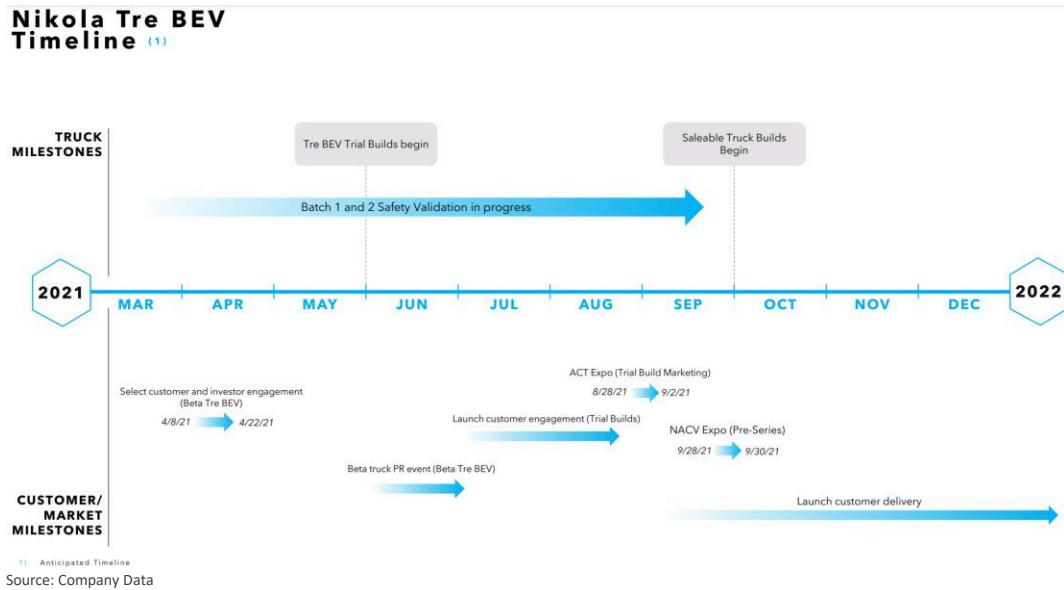 Nikola Tre BEV
Timeline (1)
TRUCK
MILESTONES
Tre BEV Trial Builds begin
Saleable Truck Builds
Begin
Batch 1 and 2 Safety Validation in progress
2021
MAR
APR
MAY
JUN
JUL
AUG
SEP
OCT
NOV
DEC
2022
Select customer and investor engagement
(Beta Tre BEV)
4/8/21 4/22/21
Beta truck PR event (Beta Tre BEV)
Launch customer engagement (Trial Builds)
ACT Expo (Trial Build Marketing)
8/28/21 9/2/21
NACV Expo (Pre-Series)
9/28/21 9/30/21
Launch customer delivery
CUSTOMER/
MARKET
MILESTONES
1) Anticipated Timeline
Source: Company Data